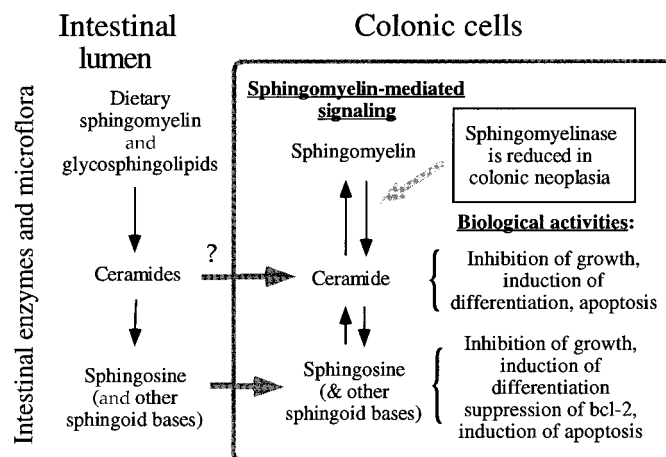 Intestinal
lumen
Colonic cells
Intestinal enzymes and microflora
Dietary
sphingomyelin
and
glycosphingolipids
Ceramides
Sphingosine
(and other
sphingoid bases)
?
Sphingomyelin-mediated
signaling
Sphingomyelin
Ceramide
Sphingosine
(& other
sphingoid bases)
Sphingomyelinase
is reduced in
colonic neoplasia
Biological activities:
Inhibition of growth,
induction of
differentiation, apoptosis
Inhibition of growth,
induction of
differentiation
suppression of bcl-2,
induction of apoptosis